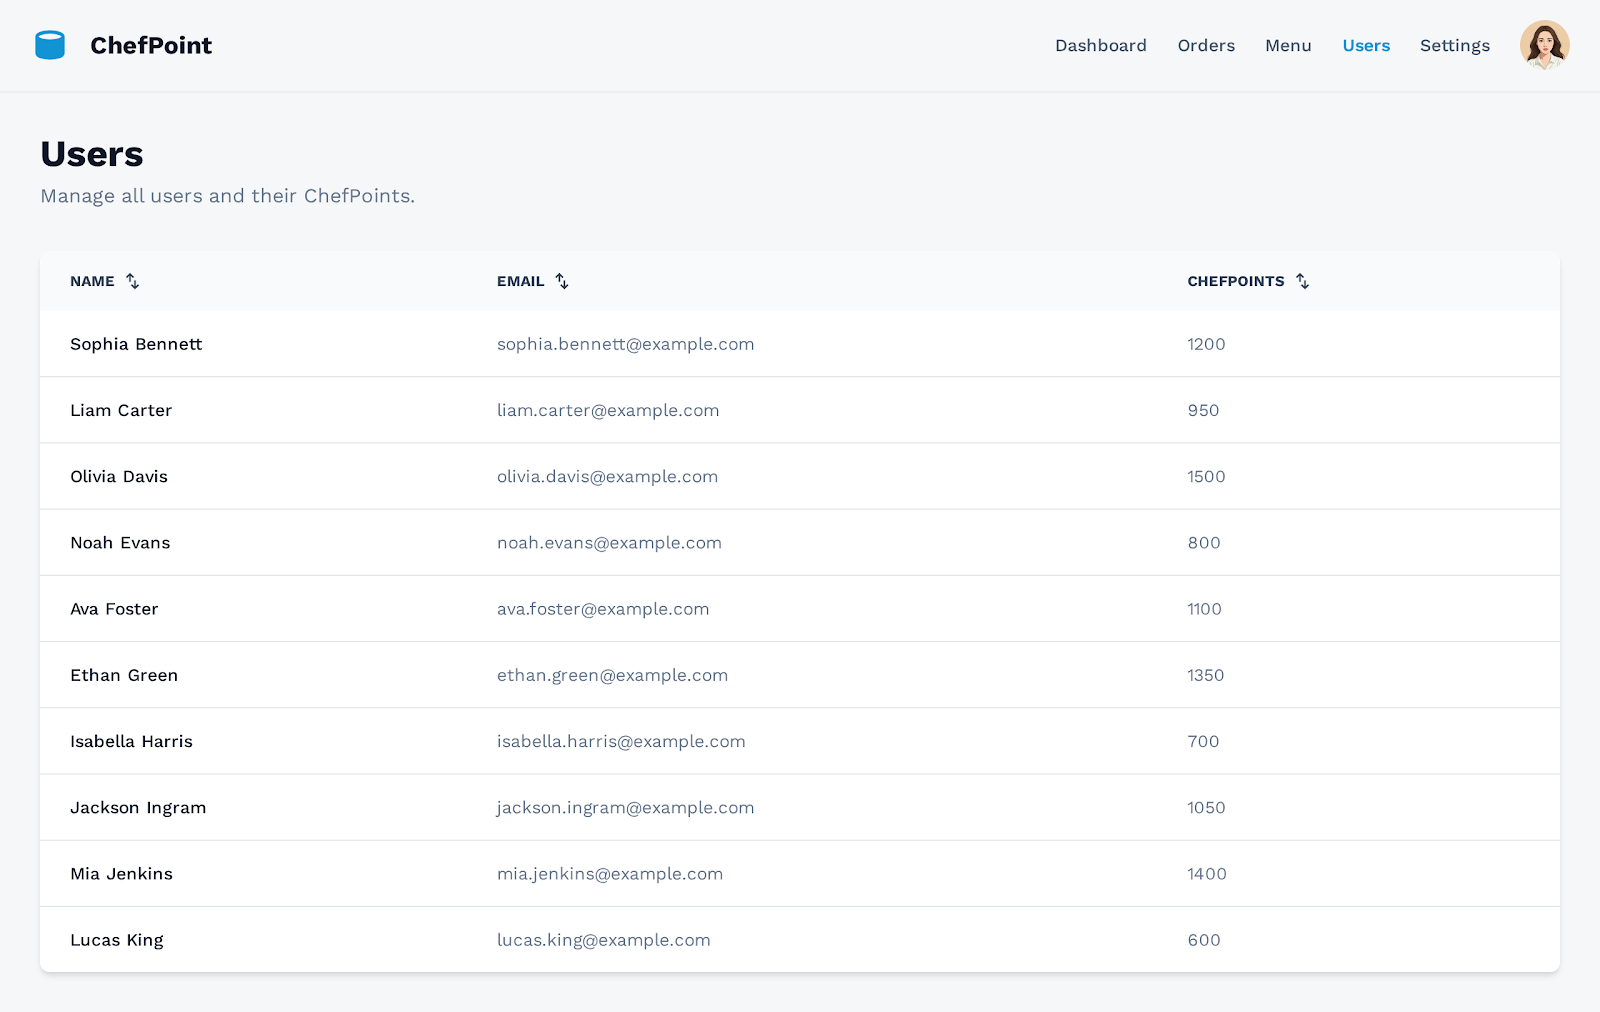 ChefPoint
Dashboard Orders Menu Users Settings
Users
Manage all users and their ChefPoints.
NAME EMAIL CHEFPOINTS
Sophia Bennett sophia.bennett@example.com 1200
Liam Carter liam.carter@example.com 950
Olivia Davis olivia.davis@example.com 1500
Noah Evans noah.evans@example.com 800
Ava Foster ava.foster@example.com 1100
Ethan Green ethan.green@example.com 1350
Isabella Harris isabella.harris@example.com 700
Jackson Ingram jackson.ingram@example.com 1050
Mia Jenkins mia.jenkins@example.com 1400
Lucas King lucas.king@example.com 600